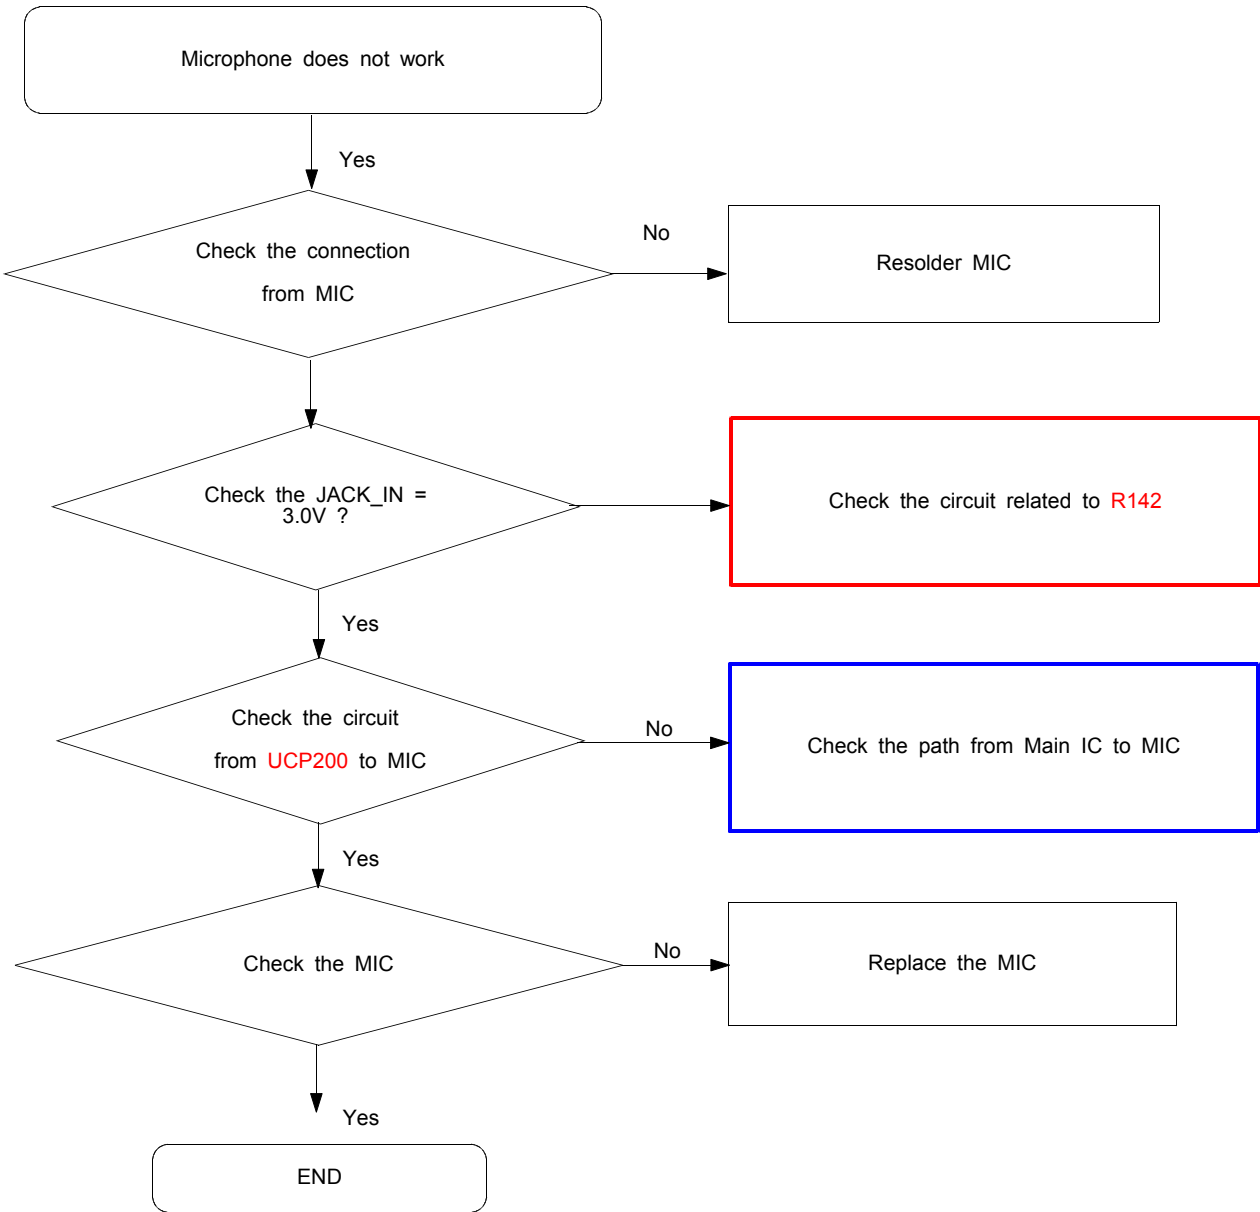 Microphone does not work
Yes
Check the connection
from MIC
No
Resolder MIC
Check the JACK_IN =
3.0V ?
Check the circuit related to R142
Yes
Check the circuit
from UCP200 to MIC
No
Check the path from Main IC to MIC
Yes
Check the MIC
No
Replace the MIC
Yes
END